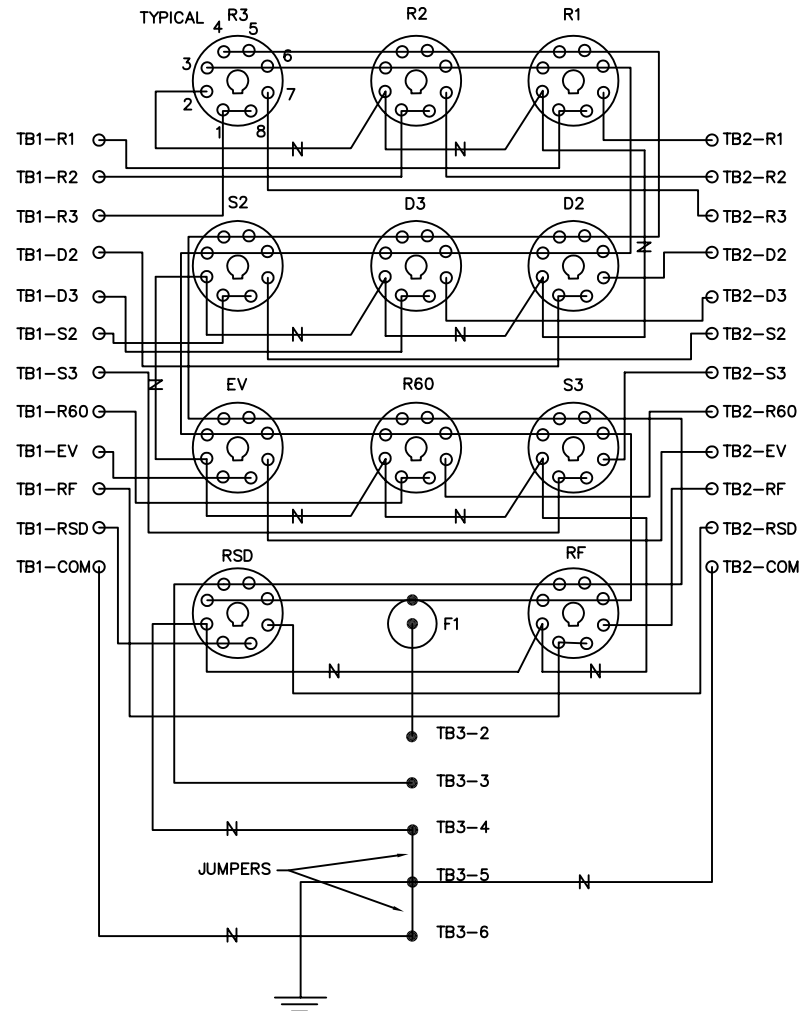 TYPICAL R3 R2 R1
4 5
3 6
2 7
1 8
N N
TB1-R1 TB2-R1
TB1-R2 TB2-R2
TB1-R3 TB2-R3
S2 D3 D2
N
TB1-D2 TB2-D2
TB1-D3 TB2-D3
N N
TB1-S2 TB2-S2
TB1-S3 TB2-S3
N
EV R60 S3
TB1-R60 TB2-R60
TB1-EV TB2-EV
TB1-RF TB2-RF
N N
TB1-RSD TB2-RSD
RSD RF
TB1-COM TB2-COM
F1
N N
TB3-2
TB3-3
N TB3-4
JUMPERS
TB3-5 N
N TB3-6